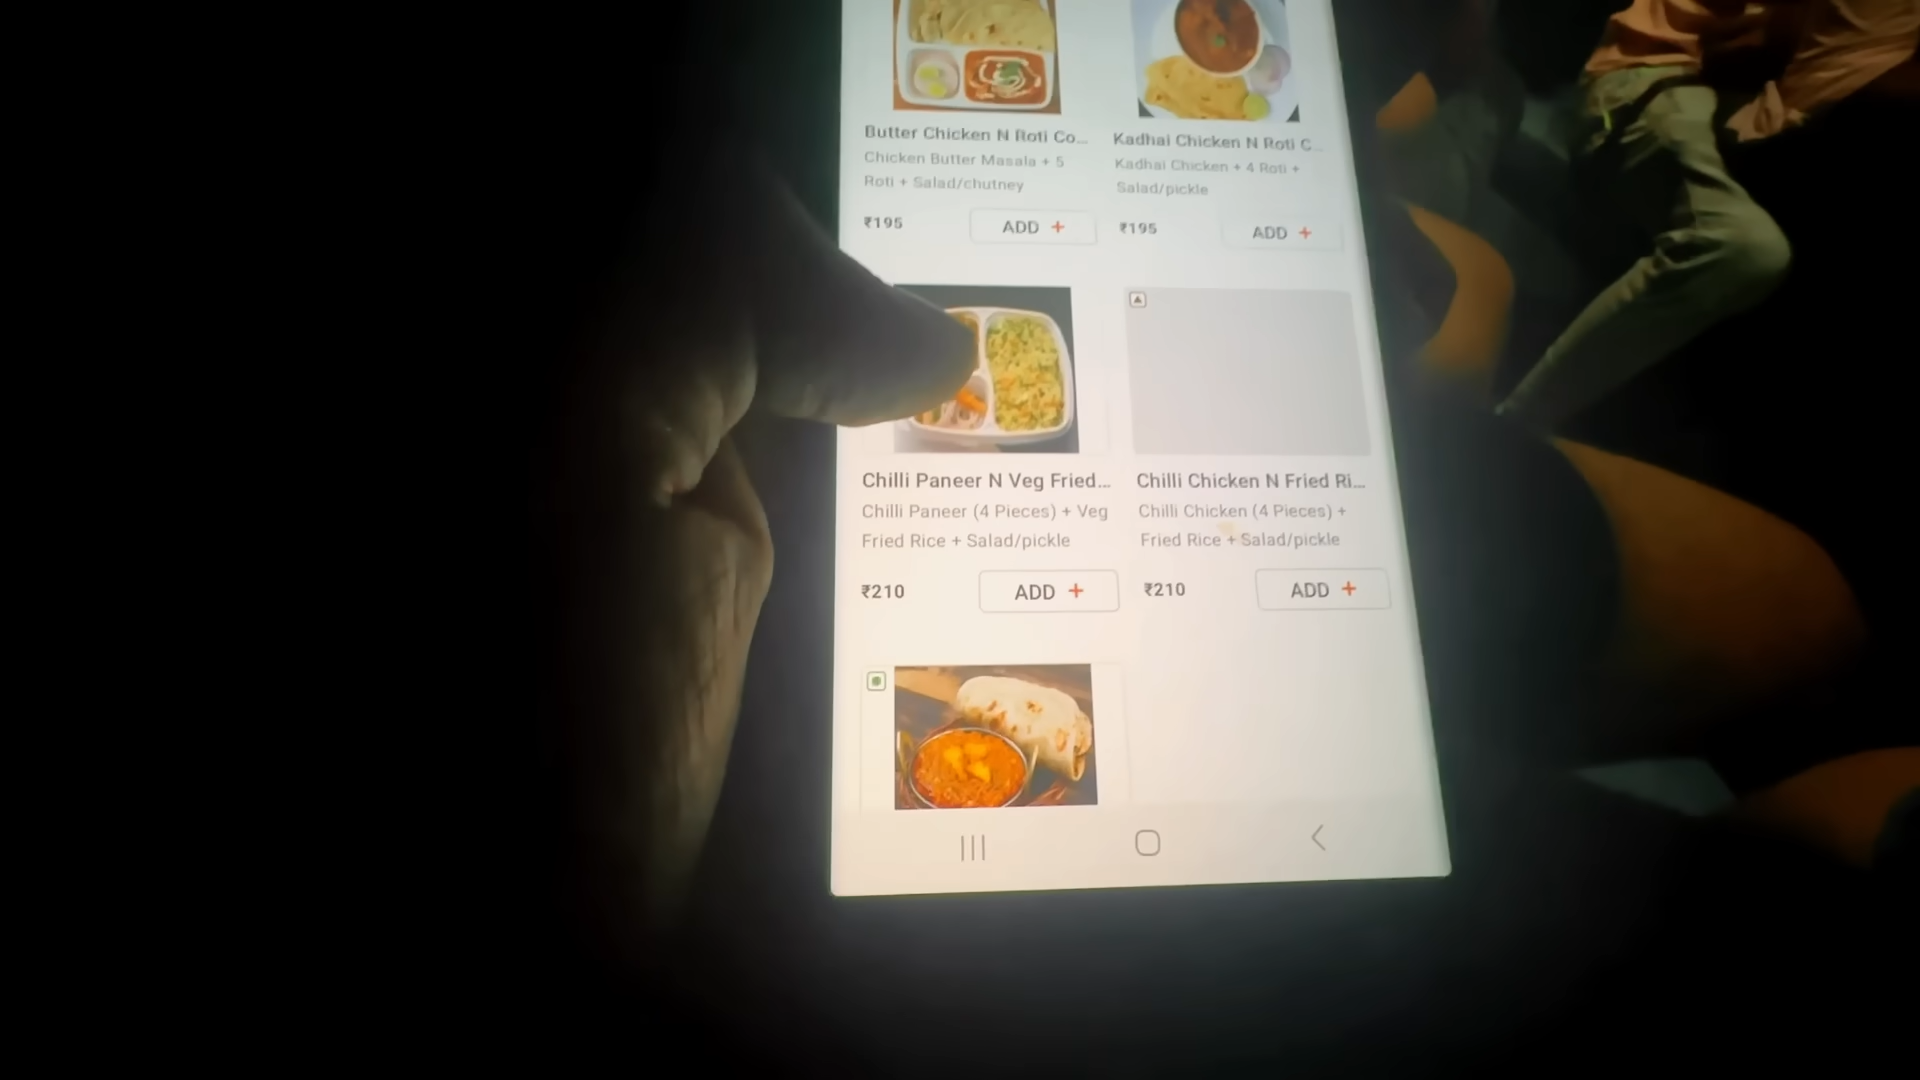 Butter Chicken N Roti Co...
Chicken Butter Masala + 5
Roti + Salad/chutney
₹195
ADD +
Kadhai Chicken N Roti C...
Kadhai Chicken + 4 Roti +
Salad/pickle
₹195
ADD +
Chilli Paneer N Veg Fried...
Chilli Paneer (4 Pieces) + Veg
Fried Rice + Salad/pickle
₹210
ADD +
Chilli Chicken N Fried Ri...
Chilli Chicken (4 Pieces) +
Fried Rice + Salad/pickle
₹210
ADD +